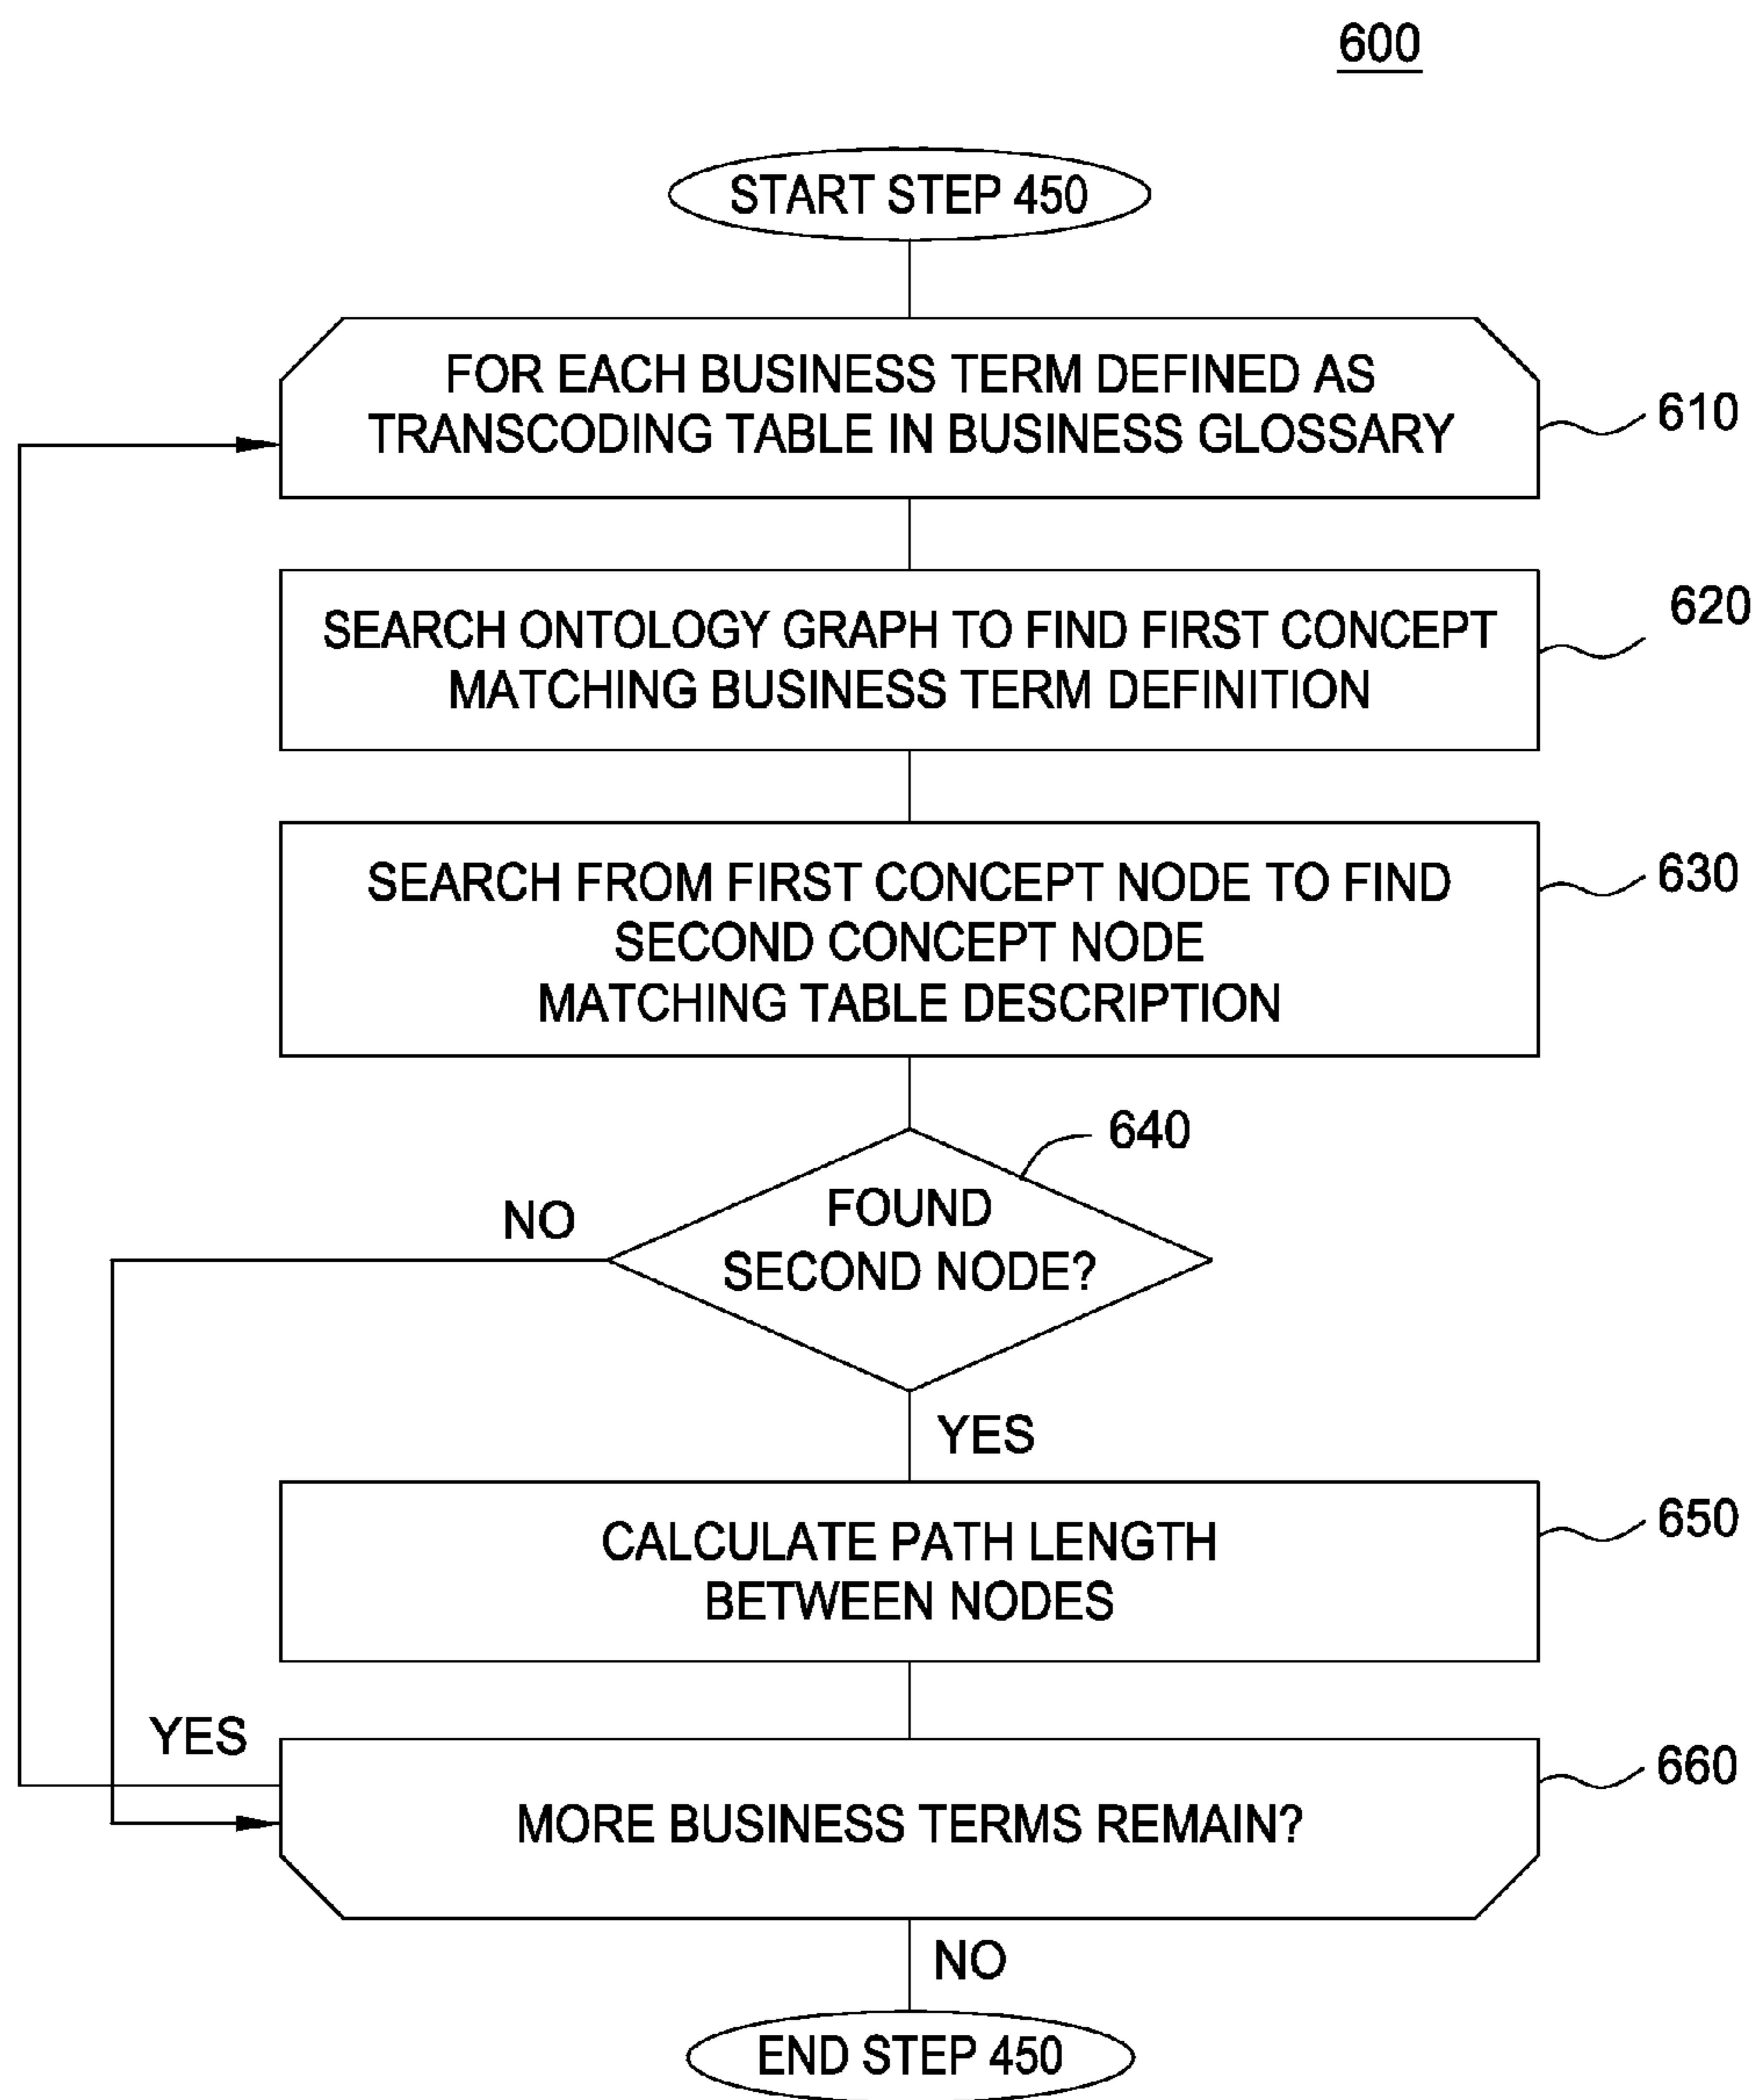 600
START STEP 450
FOR EACH BUSINESS TERM DEFINED AS
TRANSCODING TABLE IN BUSINESS GLOSSARY
610
SEARCH ONTOLOGY GRAPH TO FIND FIRST CONCEPT
MATCHING BUSINESS TERM DEFINITION
620
SEARCH FROM FIRST CONCEPT NODE TO FIND
SECOND CONCEPT NODE
MATCHING TABLE DESCRIPTION
630
640
FOUND
SECOND NODE?
NO
YES
CALCULATE PATH LENGTH
BETWEEN NODES
650
YES
MORE BUSINESS TERMS REMAIN?
660
NO
END STEP 450